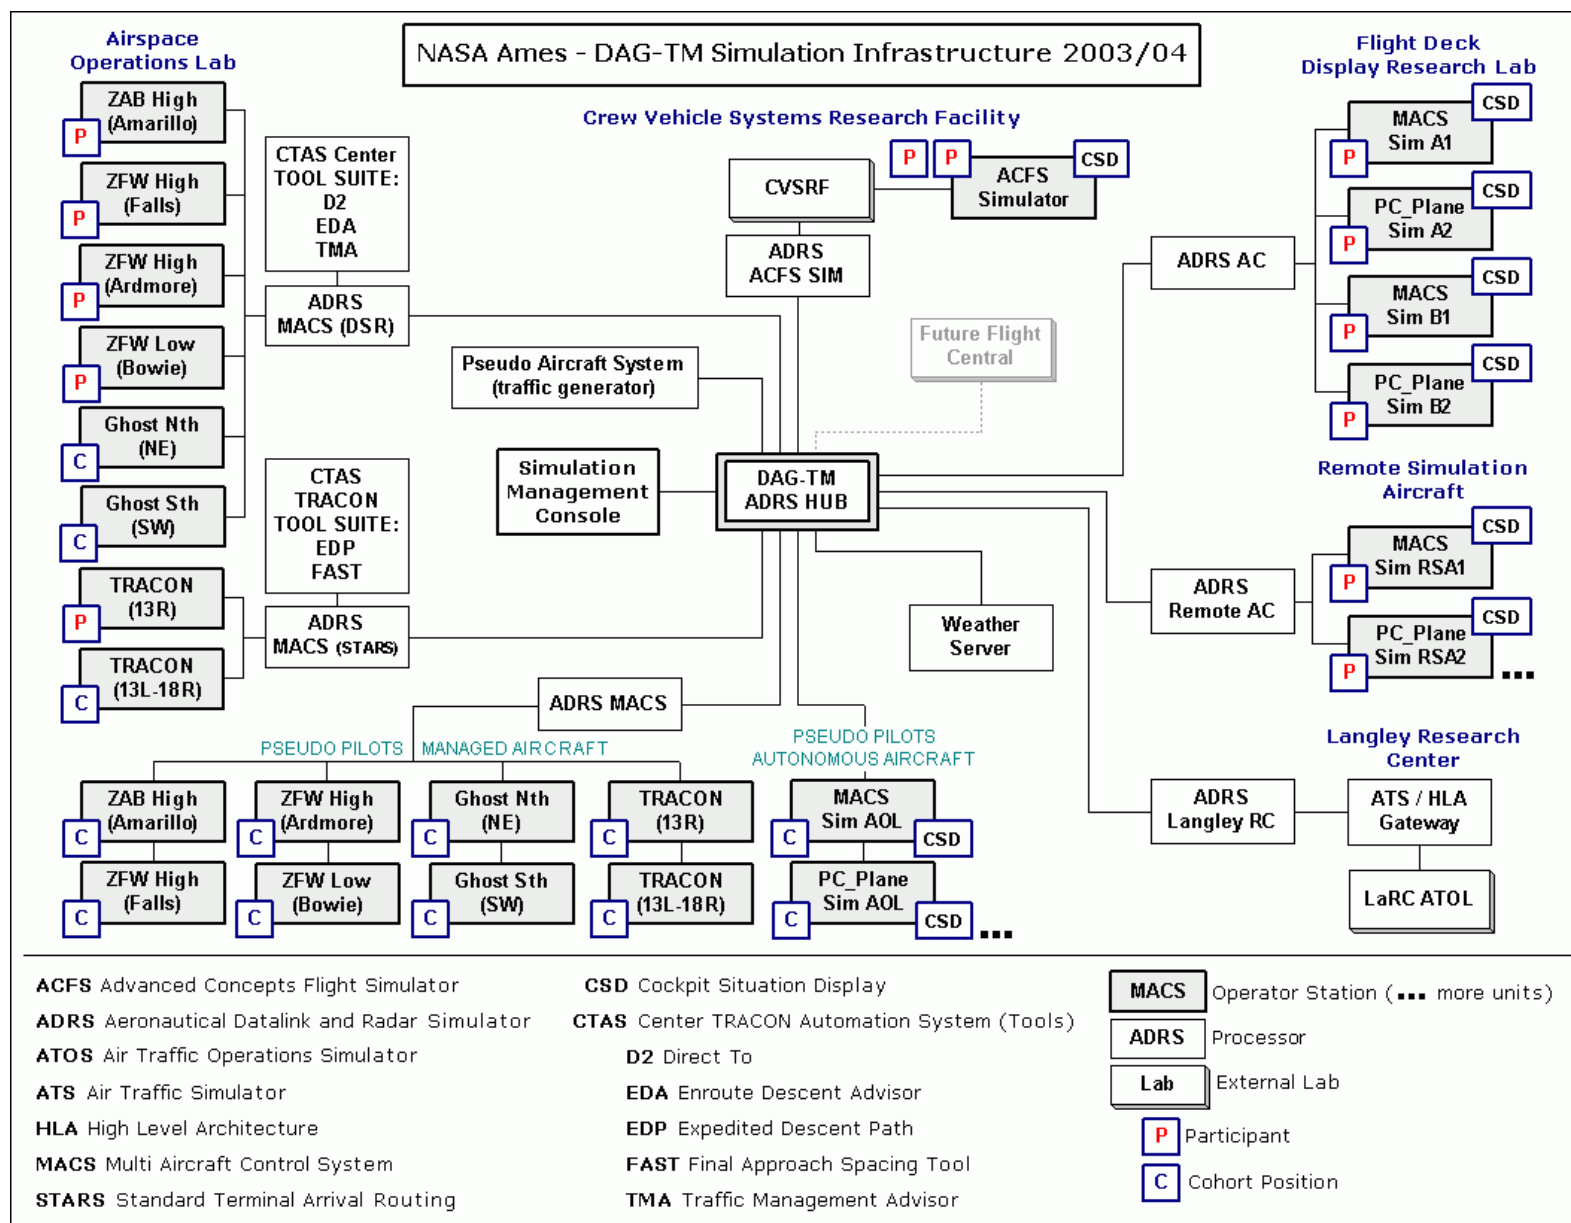 NASA Ames - DAG-TM Simulation Infrastructure 2003/04
Airspace
Operations Lab
ZAB High
(Amarillo)
P
ZFW High
(Falls)
P
ZFW High
(Ardmore)
P
ZFW Low
(Bowie)
P
Ghost Nth
(NE)
C
Ghost Sth
(SW)
C
TRACON
(13R)
P
TRACON
(13L-18R)
C
CTAS Center
TOOL SUITE:
D2
EDA
TMA
ADRS
MACS (DSR)
CTAS
TRACON
TOOL SUITE:
EDP
FAST
ADRS
MACS (STARS)
Crew Vehicle Systems Research Facility
CVSRF
P
P
CSD
ACFS
Simulator
ADRS
ACFS SIM
Pseudo Aircraft System
(traffic generator)
Future Flight
Central
Simulation
Management
Console
DAG-TM
ADRS HUB
Weather
Server
Flight Deck
Display Research Lab
CSD
MACS
Sim A1
P
CSD
PC_Plane
Sim A2
P
CSD
MACS
Sim B1
P
CSD
PC_Plane
Sim B2
P
ADRS AC
Remote Simulation
Aircraft
CSD
MACS
Sim RSA1
P
CSD
PC_Plane
Sim RSA2
P
...
ADRS
Remote AC
Langley Research
Center
ADRS
Langley RC
ATS / HLA
Gateway
LaRC ATOL
ADRS MACS
PSEUDO PILOTS MANAGED AIRCRAFT
ZAB High
(Amarillo)
C
ZFW High
(Ardmore)
C
Ghost Nth
(NE)
C
TRACON
(13R)
C
ZFW High
(Falls)
C
ZFW Low
(Bowie)
C
Ghost Sth
(SW)
C
TRACON
(13L-18R)
C
PSEUDO PILOTS
AUTONOMOUS AIRCRAFT
MACS
Sim AOL
C
CSD
PC_Plane
Sim AOL
C
CSD
...
ACFS Advanced Concepts Flight Simulator
ADRS Aeronautical Datalink and Radar Simulator
ATOS Air Traffic Operations Simulator
ATS Air Traffic Simulator
HLA High Level Architecture
MACS Multi Aircraft Control System
STARS Standard Terminal Arrival Routing
CSD Cockpit Situation Display
CTAS Center TRACON Automation System (Tools)
D2 Direct To
EDA Enroute Descent Advisor
EDP Expedited Descent Path
FAST Final Approach Spacing Tool
TMA Traffic Management Advisor
MACS Operator Station (... more units)
ADRS Processor
Lab External Lab
P Participant
C Cohort Position